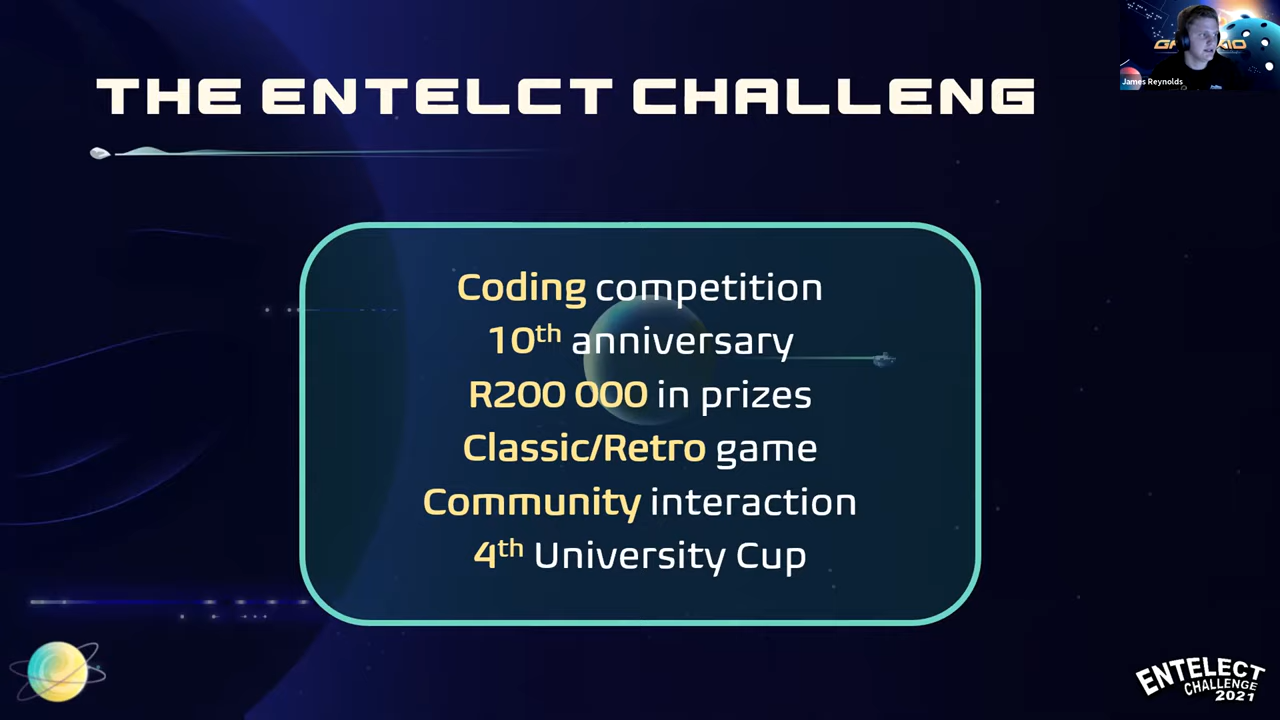 THE ENTELCT CHALLENG
James Reynolds
Coding competition
10th anniversary
R200 000 in prizes
Classic/Retro game
Community interaction
4th University Cup
ENTELECT
CHALLENGE
2021